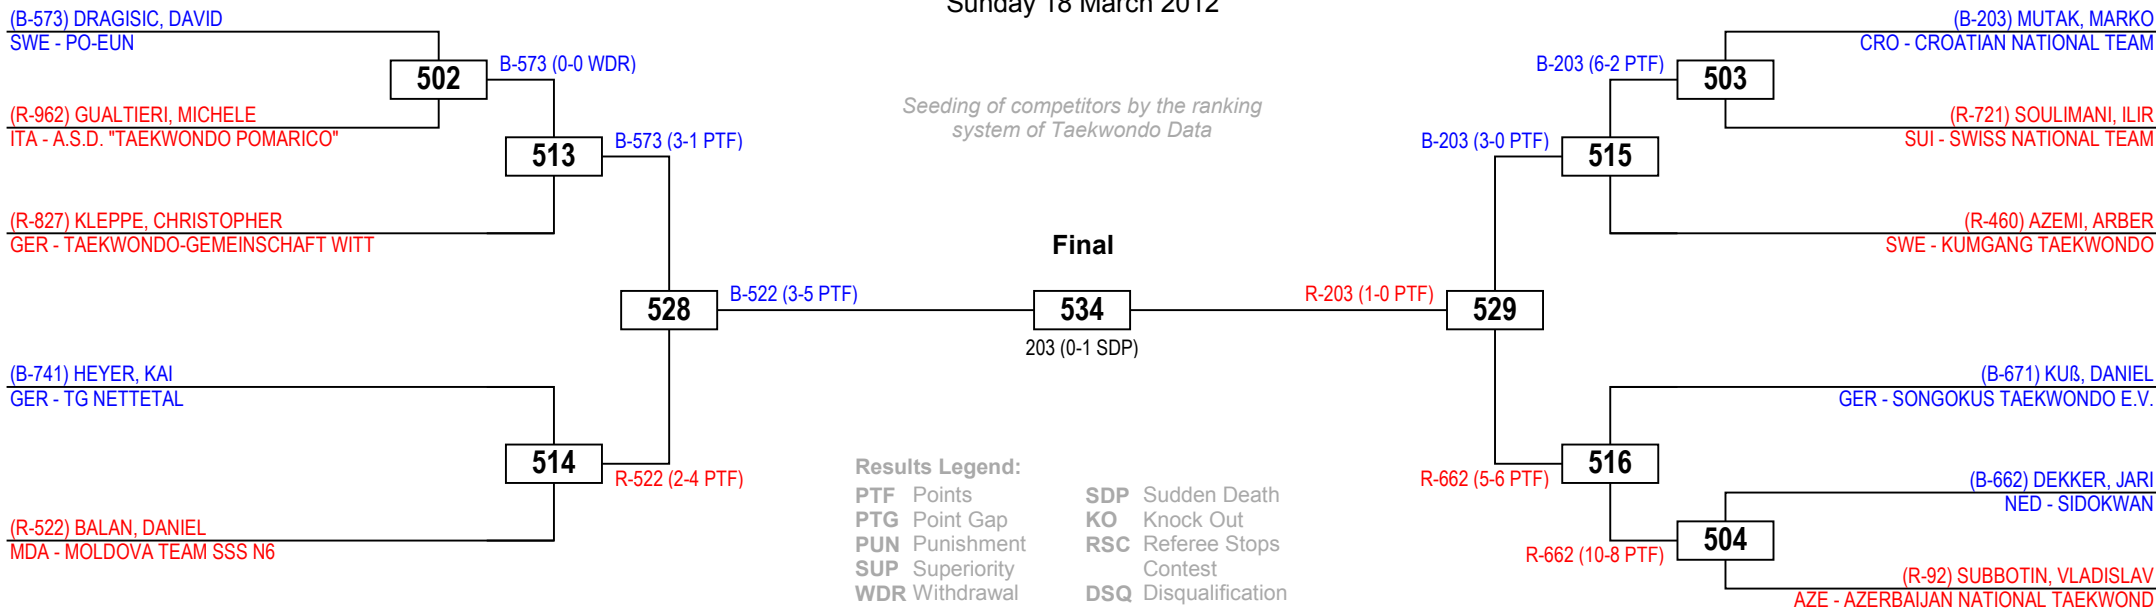 Sunday 18 March 2012
(B-573) DRAGISIC, DAVID
SWE - PO-EUN
502
B-573 (0-0 WDR)
(R-962) GUALTIERI, MICHELE
ITA - A.S.D. "TAEKWONDO POMARICO"
513
B-573 (3-1 PTF)
(R-827) KLEPPE, CHRISTOPHER
GER - TAEKWONDO-GEMEINSCHAFT WITT
528
B-522 (3-5 PTF)
(B-741) HEYER, KAI
GER - TG NETTETAL
514
R-522 (2-4 PTF)
(R-522) BALAN, DANIEL
MDA - MOLDOVA TEAM SSS N6
Seeding of competitors by the ranking
system of Taekwondo Data
Final
534
203 (0-1 SDP)
Results Legend:
PTF Points SDP Sudden Death
PTG Point Gap KO Knock Out
PUN Punishment RSC Referee Stops
SUP Superiority Contest
WDR Withdrawal DSQ Disqualification
(B-203) MUTAK, MARKO
CRO - CROATIAN NATIONAL TEAM
B-203 (6-2 PTF)
503
(R-721) SOULIMANI, ILIR
SUI - SWISS NATIONAL TEAM
B-203 (3-0 PTF)
515
(R-460) AZEMI, ARBER
SWE - KUMGANG TAEKWONDO
R-203 (1-0 PTF)
529
(B-671) KUß, DANIEL
GER - SONGOKUS TAEKWONDO E.V.
R-662 (5-6 PTF)
516
(B-662) DEKKER, JARI
NED - SIDOKWAN
R-662 (10-8 PTF)
504
(R-92) SUBBOTIN, VLADISLAV
AZE - AZERBAIJAN NATIONAL TAEKWOND